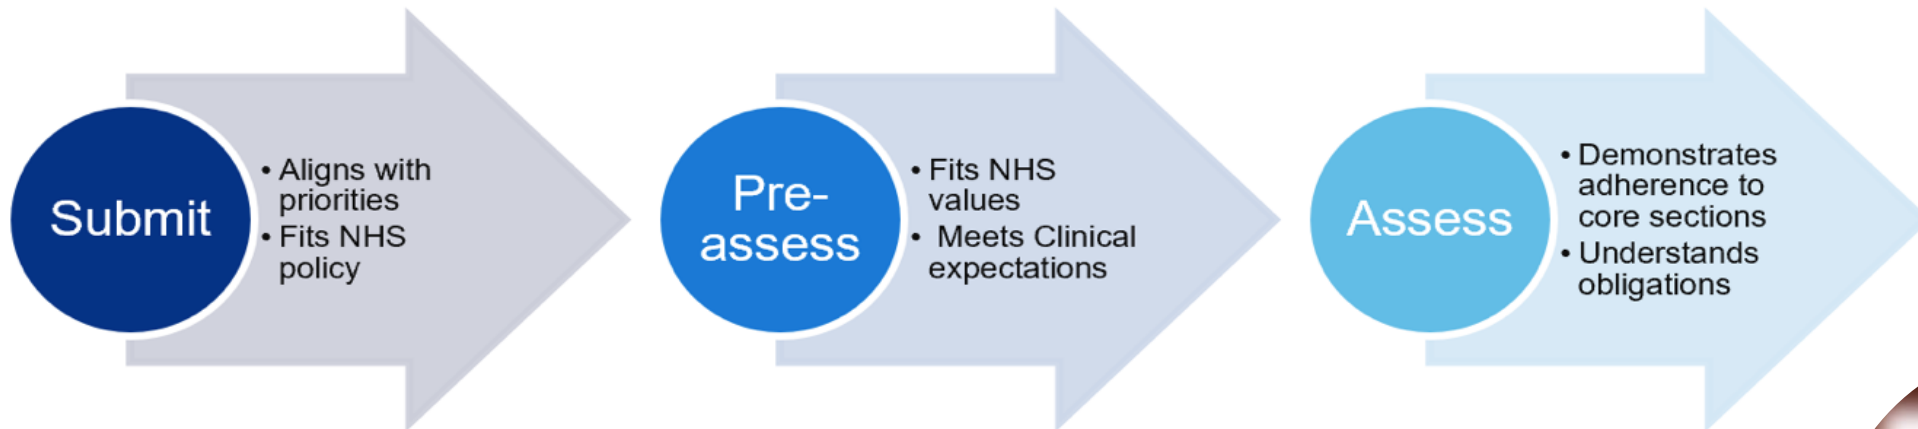 Submit
• Aligns with
priorities
• Fits NHS
policy
Pre-
assess
• Fits NHS
values
• Meets Clinical
expectations
Assess
• Demonstrates
adherence to
core sections
• Understands
obligations